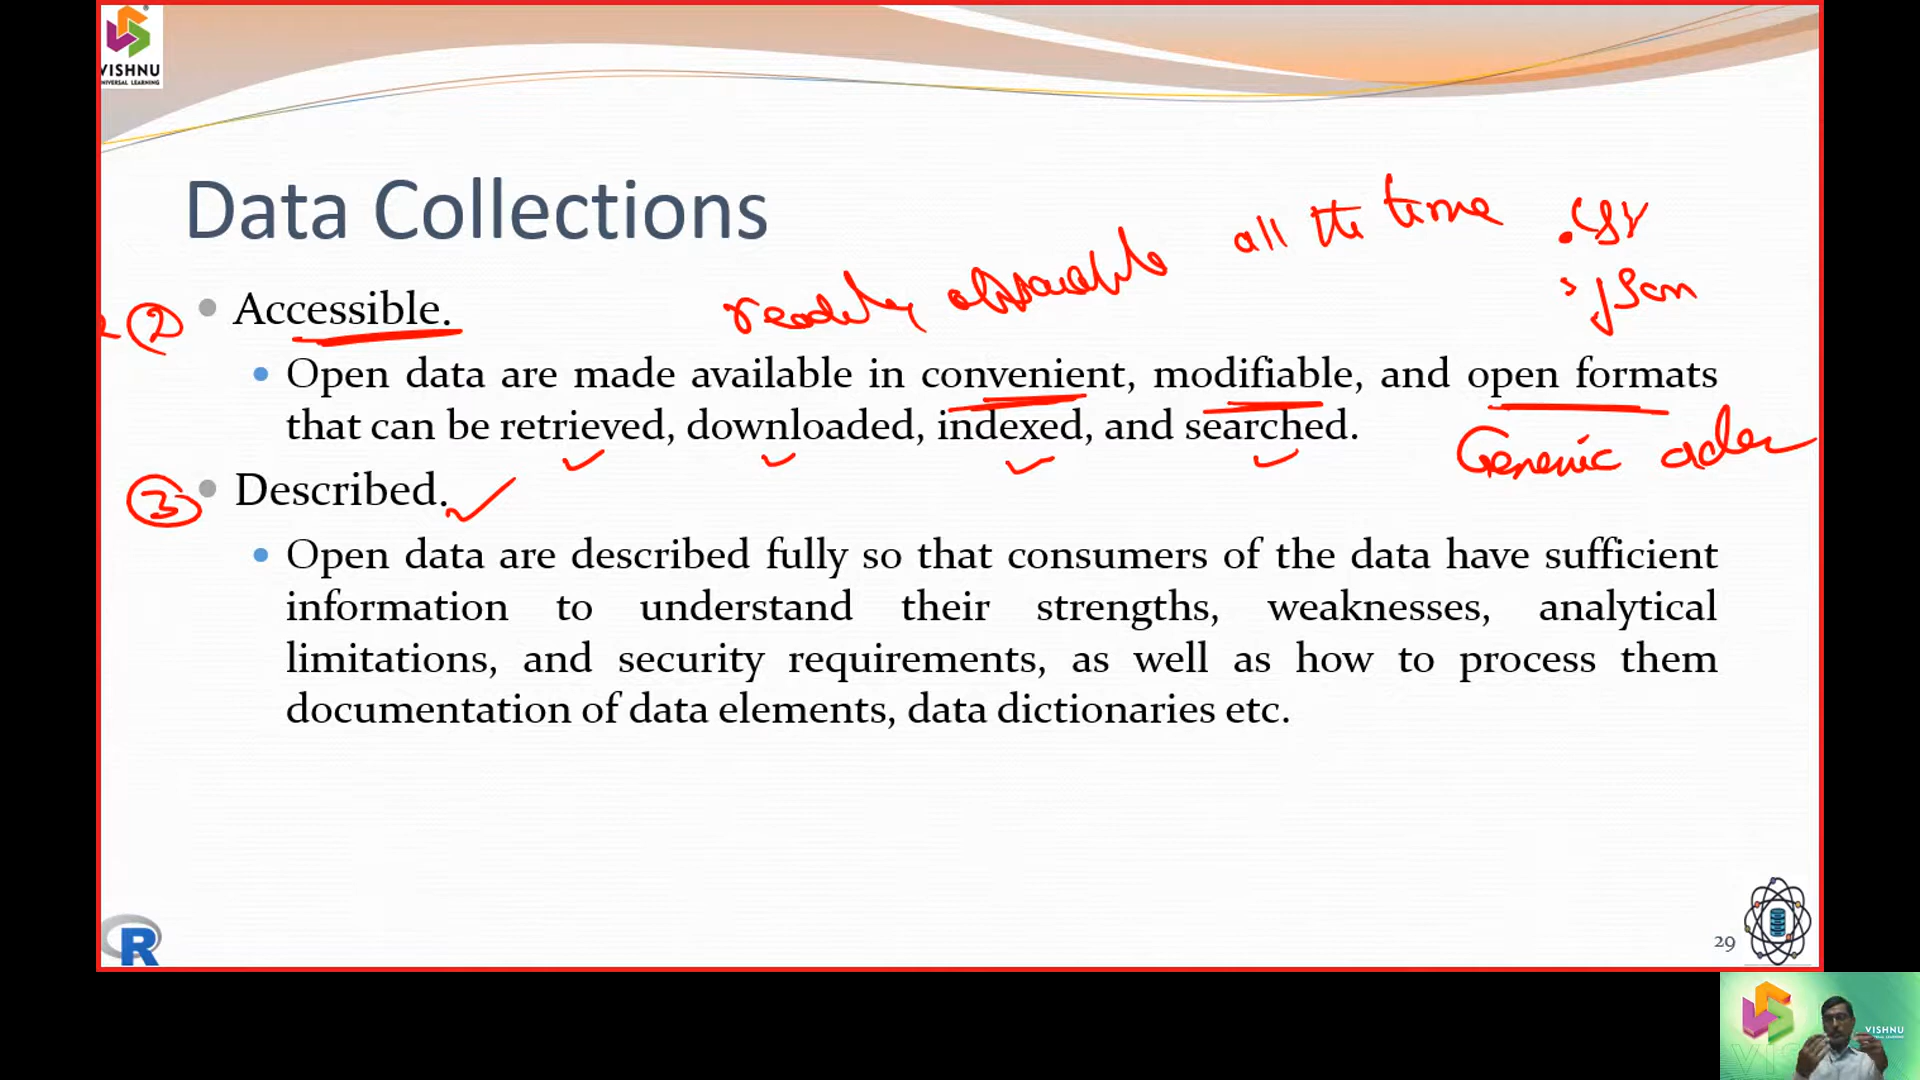 VISHNU
UNIVERSAL LEARNING
Data Collections
all the time
.CSV
readily
.json
② Accessible.
Open data are made available in convenient, modifiable, and open formats
that can be retrieved, downloaded, indexed, and searched.
Generic
③ Described.
Open data are described fully so that consumers of the data have sufficient
information to understand their strengths, weaknesses, analytical
limitations, and security requirements, as well as how to process them
documentation of data elements, data dictionaries etc.
R
29
VISHNU